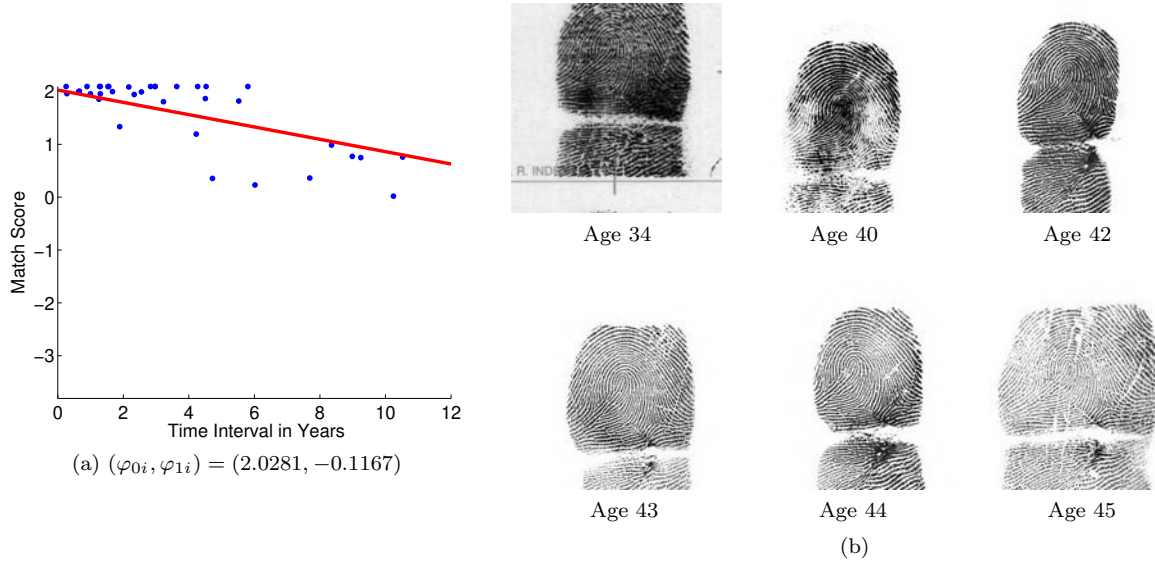 2
1
0
−1
−2
−3
Match Score
0 2 4 6 8 10 12
Time Interval in Years
(a) (φ0i, φ1i) = (2.0281, −0.1167)
R. INDE
Age 34 Age 40 Age 42
Age 43 Age 44 Age 45
(b)